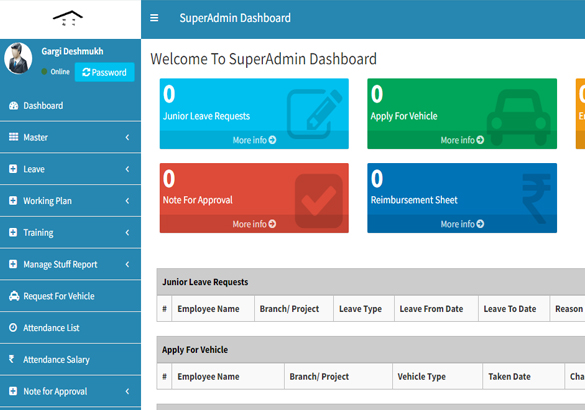 SuperAdmin Dashboard
Gargi Deshmukh
Online
Password
Welcome To SuperAdmin Dashboard
Dashboard
Master
Leave
Working Plan
Training
Manage Stuff Report
Request For Vehicle
Attendance List
₹ Attendance Salary
Note for Approval
0
Junior Leave Requests
More info
0
Apply For Vehicle
More info
0
Note For Approval
More info
0
Reimbursement Sheet
₹
More info
Junior Leave Requests
# Employee Name Branch/ Project Leave Type Leave From Date Leave To Date Reason
Apply For Vehicle
# Employee Name Branch/ Project Vehicle Type Taken Date Cha